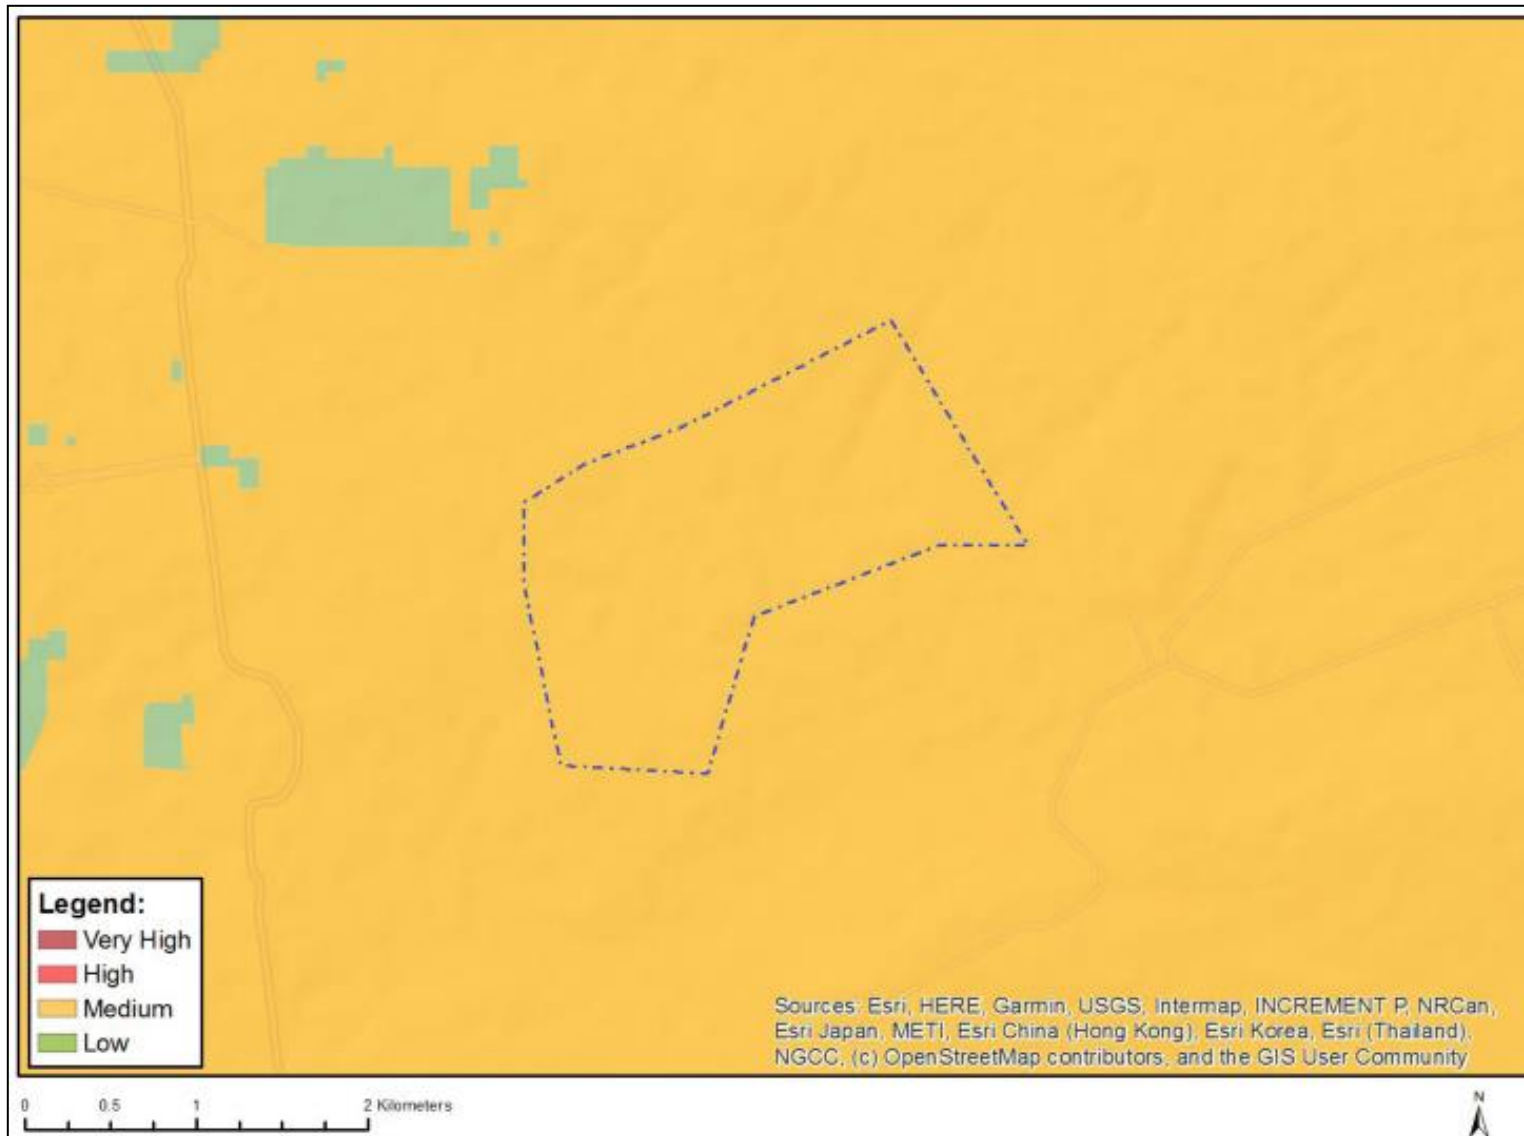 Legend:
Very High
High
Medium
Low
Sources: Esri, HERE, Garmin, USGS, Intermap, INCREMENT P, NRCan,
Esri Japan, METI, Esri China (Hong Kong), Esri Korea, Esri (Thailand),
NGCC, (c) OpenStreetMap contributors, and the GIS User Community
0 0.5 1 2 Kilometers
N